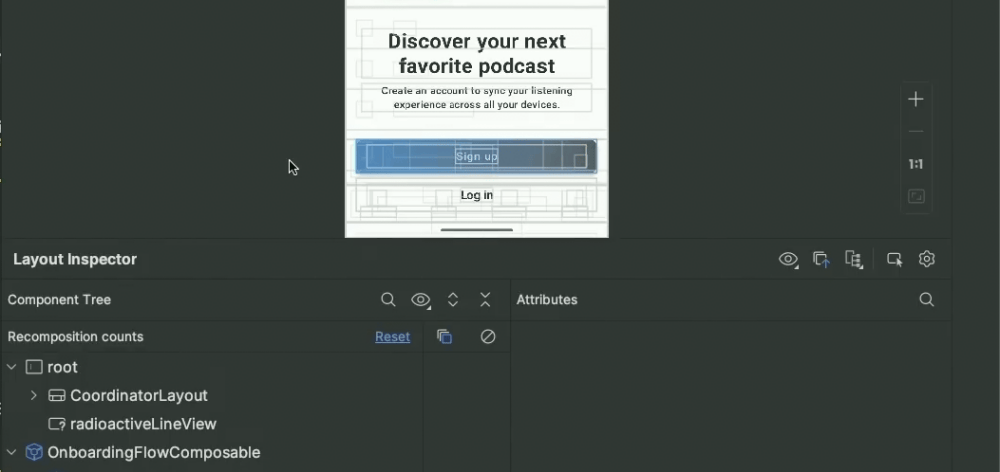 Discover your next
favorite podcast
Create an account to sync your listening
experience across all your devices.
Sign up
Log in
1:1
Layout Inspector
Component Tree
Attributes
Recomposition counts
Reset
root
CoordinatorLayout
radioactiveLineView
OnboardingFlowComposable